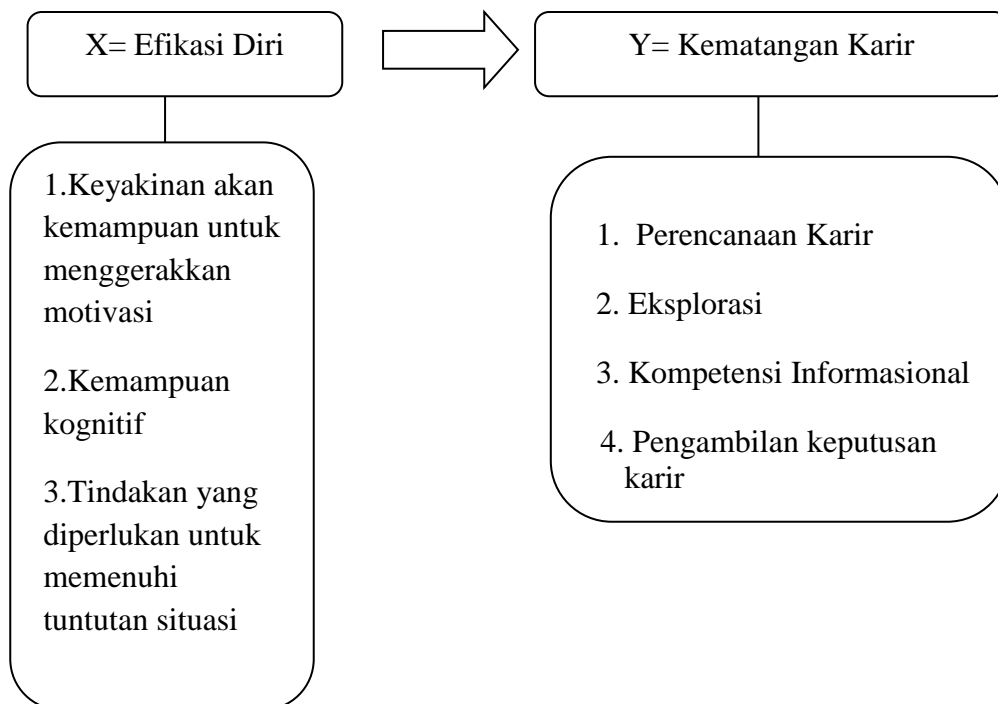 X= Efikasi Diri
Y= Kematangan Karir
1.Keyakinan akan
kemampuan untuk
menggerakkan
motivasi
2.Kemampuan
kognitif
3.Tindakan yang
diperlukan untuk
memenuhi
tuntutan situasi
1. Perencanaan Karir
2. Eksplorasi
3. Kompetensi Informasional
4. Pengambilan keputusan
karir